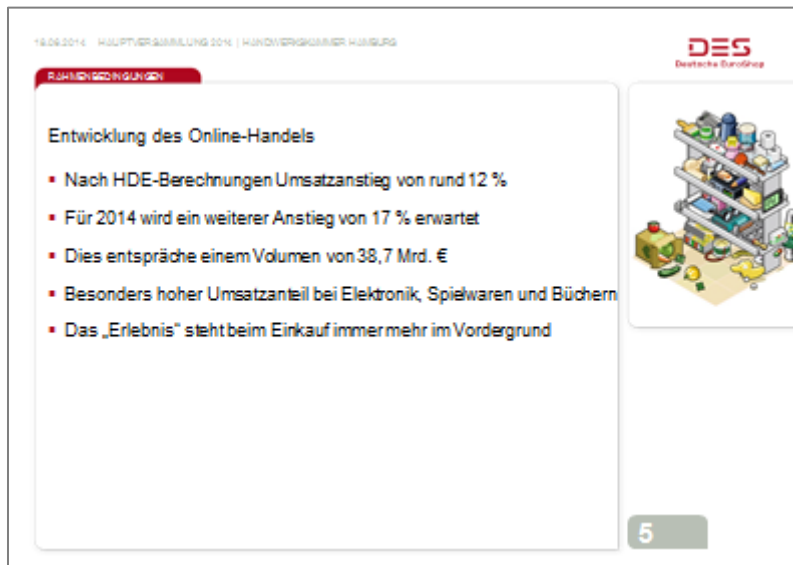 18.06.2014 HAUPTVERSAMMLUNG 2014 | HANDWERKSKAMMER HAMBURG
DES
Deutsche EuroShop
RAHMENBEDINGUNGEN
Entwicklung des Online-Handels
▪ Nach HDE-Berechnungen Umsatzanstieg von rund 12 %
▪ Für 2014 wird ein weiterer Anstieg von 17 % erwartet
▪ Dies entspräche einem Volumen von 38,7 Mrd. €
▪ Besonders hoher Umsatzanteil bei Elektronik, Spielwaren und Büchern
▪ Das „Erlebnis“ steht beim Einkauf immer mehr im Vordergrund
5